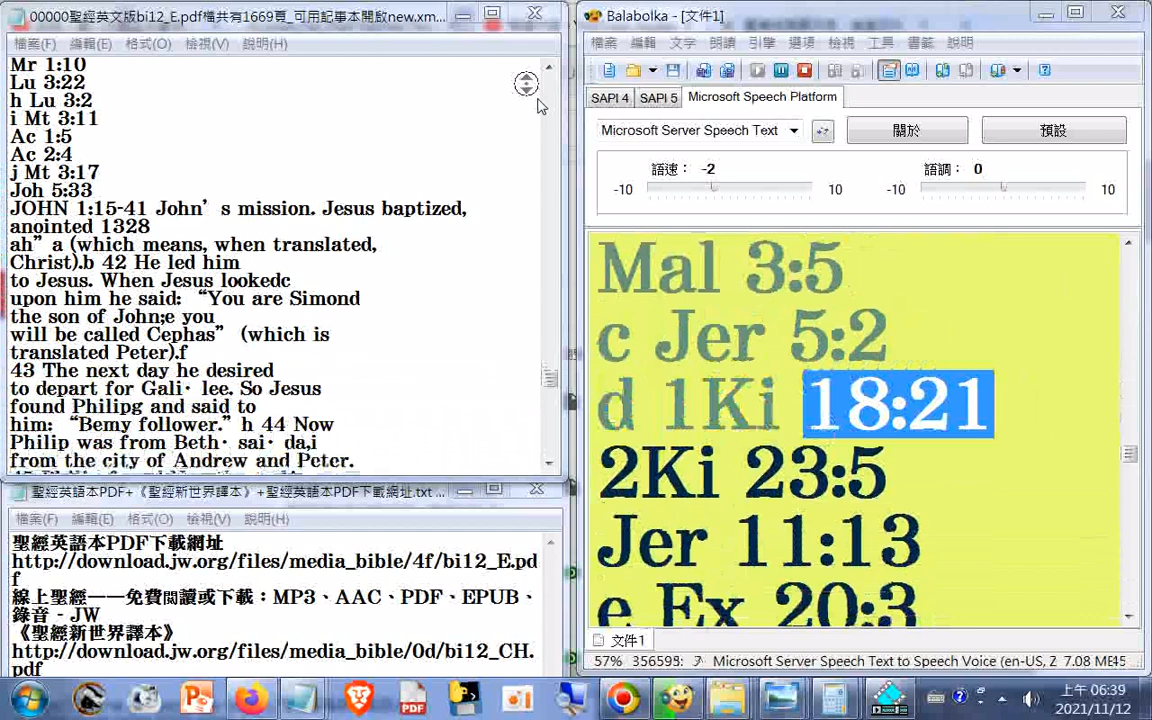 00000聖經英文版bi12_E.pdf檔共有1669頁_可用記事本開啟new.xm...
檔案(F) 編輯(E) 格式(O) 檢視(V) 說明(H)
Mr 1:10
Lu 3:22
h Lu 3:2
i Mt 3:11
Ac 1:5
Ac 2:4
j Mt 3:17
Joh 5:33
JOHN 1:15-41 John’s mission. Jesus baptized,
anointed 1328
ah”a (which means, when translated,
Christ).b 42 He led him
to Jesus. When Jesus lookedc
upon him he said: “You are Simond
the son of John;e you
will be called Cephas” (which is
translated Peter).f
43 The next day he desired
to depart for Gali·lee. So Jesus
found Philipg and said to
him: “Bemy follower.”h 44 Now
Philip was from Beth·sai·da,i
from the city of Andrew and Peter.
聖經英語本PDF+《聖經新世界譯本》+聖經英語本PDF下載網址.txt ...
檔案(F) 編輯(E) 格式(O) 檢視(V) 說明(H)
聖經英語本PDF下載網址
http://download.jw.org/files/media_bible/4f/bi12_E.pd
f
線上聖經——免費閱讀或下載：MP3、AAC、PDF、EPUB、
錄音 - JW
《聖經新世界譯本》
http://download.jw.org/files/media_bible/0d/bi12_CH.
pdf
Balabolka - [文件1]
檔案 編輯 文字 朗讀 引擎 選項 檢視 工具 書籤 說明
SAPI 4 SAPI 5 Microsoft Speech Platform
Microsoft Server Speech Text 關於 預設
語速： -2 語調： 0
-10 10 -10 10
Mal 3:5
c Jer 5:2
d 1Ki 18:21
2Ki 23:5
Jer 11:13
e Ex 20:3
文件1
57% Microsoft Server Speech Text to Speech Voice (en-US, Z 7.08 ME
PDF
上午 06:39
2021/11/12